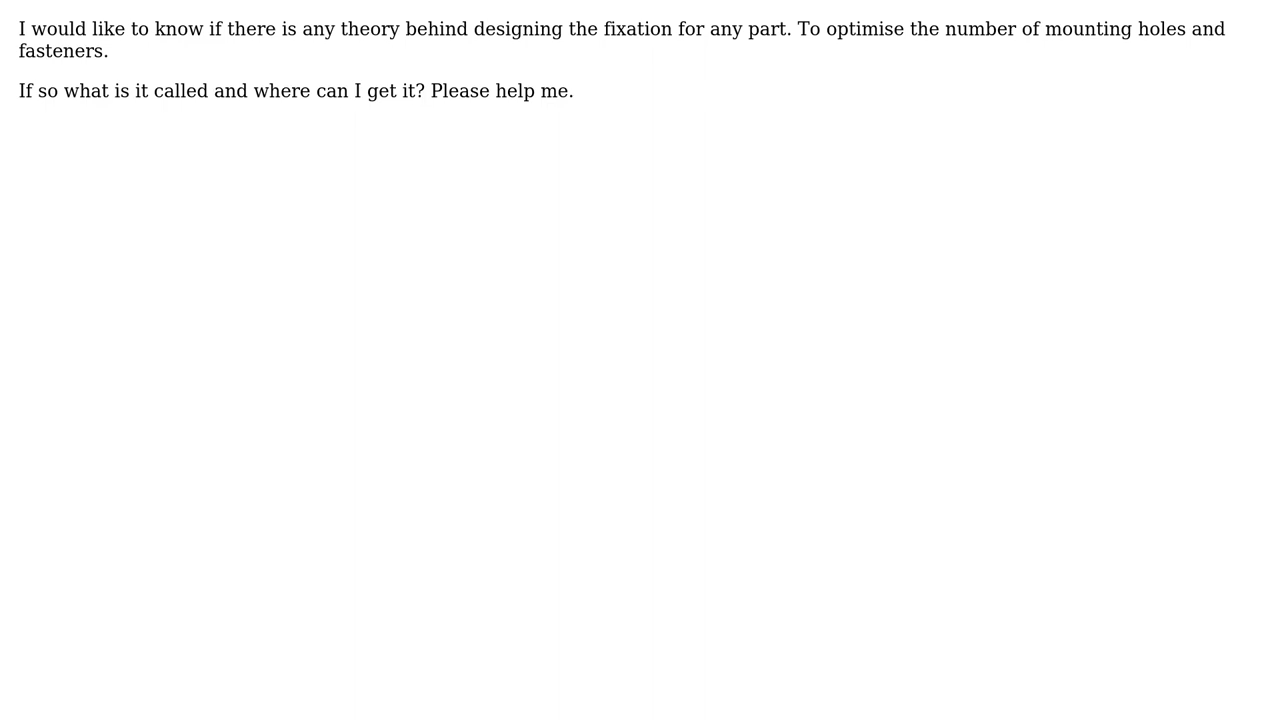 I would like to know if there is any theory behind designing the fixation for any part. To optimise the number of mounting holes and
fasteners.
If so what is it called and where can I get it? Please help me.